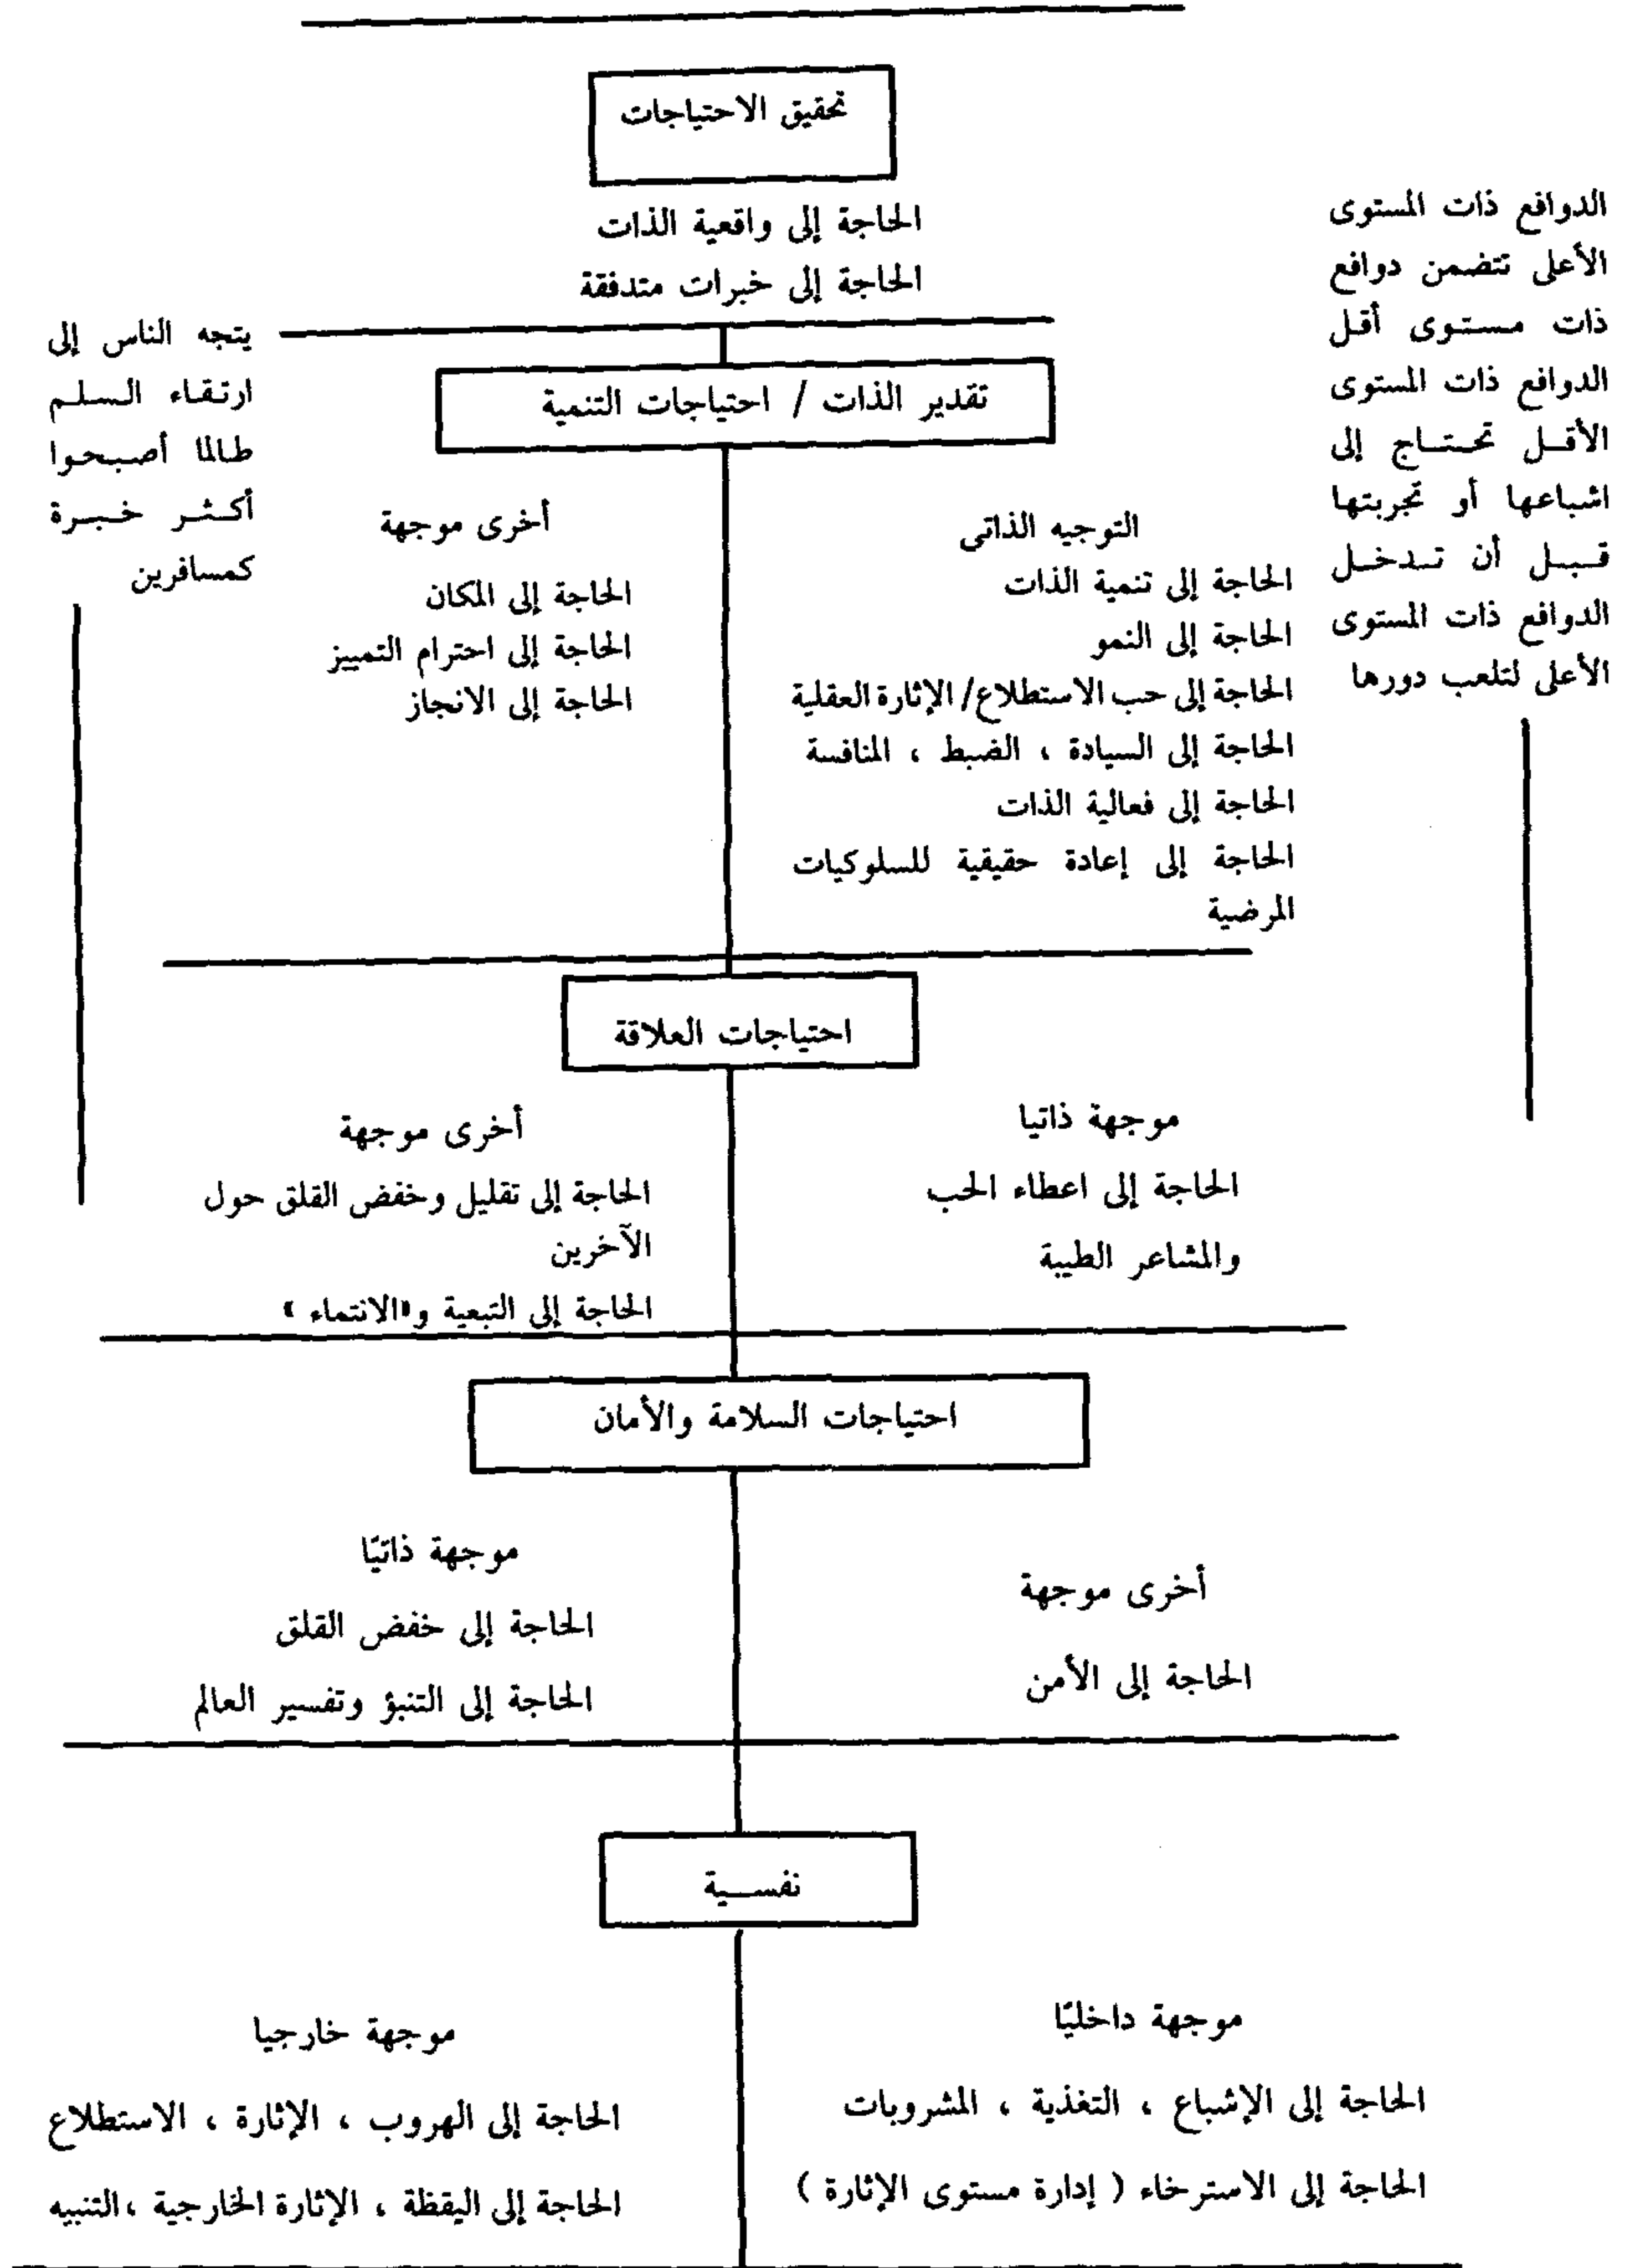 تحقيق الاحتياجات
الحاجة إلى واقعية الذات
الحاجة إلى خبرات متدفقة
الدوافع ذات المستوى
الأعلى تتضمن دوافع
ذات مستوى أقل
الدوافع ذات المستوى
الأقل تحتاج إلى
اشباعها أو تجربتها
قبل أن تدخل
الدوافع ذات المستوى
الأعلى لتلعب دورها
يتجه الناس إلى
ارتقاء السلم
طالما أصبحوا
أكثر خبرة
كمسافرين
تقدير الذات / احتياجات التنمية
التوجيه الذاتى
الحاجة إلى تنمية الذات
الحاجة إلى النمو
الحاجة إلى حب الاستطلاع/ الإثارة العقلية
الحاجة إلى السيادة ، الضبط ، المنافسة
الحاجة إلى فعالية الذات
الحاجة إلى إعادة حقيقية للسلوكيات
المرضية
أخرى موجهة
الحاجة إلى المكان
الحاجة إلى احترام التمييز
الحاجة إلى الانجاز
احتياجات العلاقة
موجهة ذاتيا
الحاجة إلى اعطاء الحب
والمشاعر الطيبة
أخرى موجهة
الحاجة إلى تقليل وخفض القلق حول
الآخرين
الحاجة إلى التبعية و«الانتماء »
احتياجات السلامة والأمان
أخرى موجهة
الحاجة إلى الأمن
موجهة ذاتيًا
الحاجة إلى خفض القلق
الحاجة إلى التنبؤ وتفسير العالم
نفسـية
موجهة داخليًا
الحاجة إلى الإشباع ، التغذية ، المشروبات
الحاجة إلى الاسترخاء ( إدارة مستوى الإثارة )
موجهة خارجيا
الحاجة إلى الهروب ، الإثارة ، الاستطلاع
الحاجة إلى اليقظة ، الإثارة الخارجية ، التنبيه